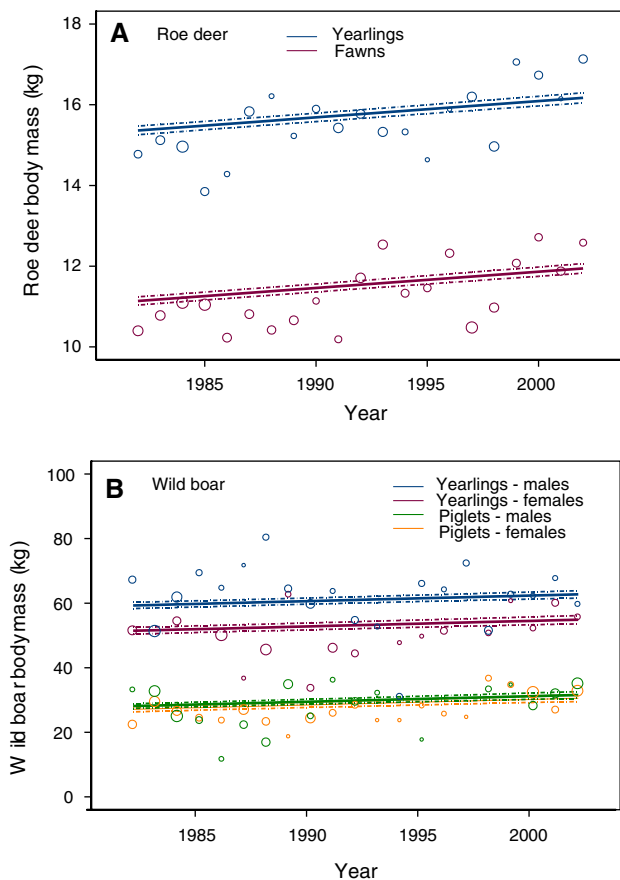 A Roe deer
Yearlings
Fawns
Roe deer body mass (kg)
18
16
14
12
10
1985 1990 1995 2000
Year
B Wild boar
Yearlings - males
Yearlings - females
Piglets - males
Piglets - females
W ild boar body mass (kg)
100
80
60
40
20
0
1985 1990 1995 2000
Year